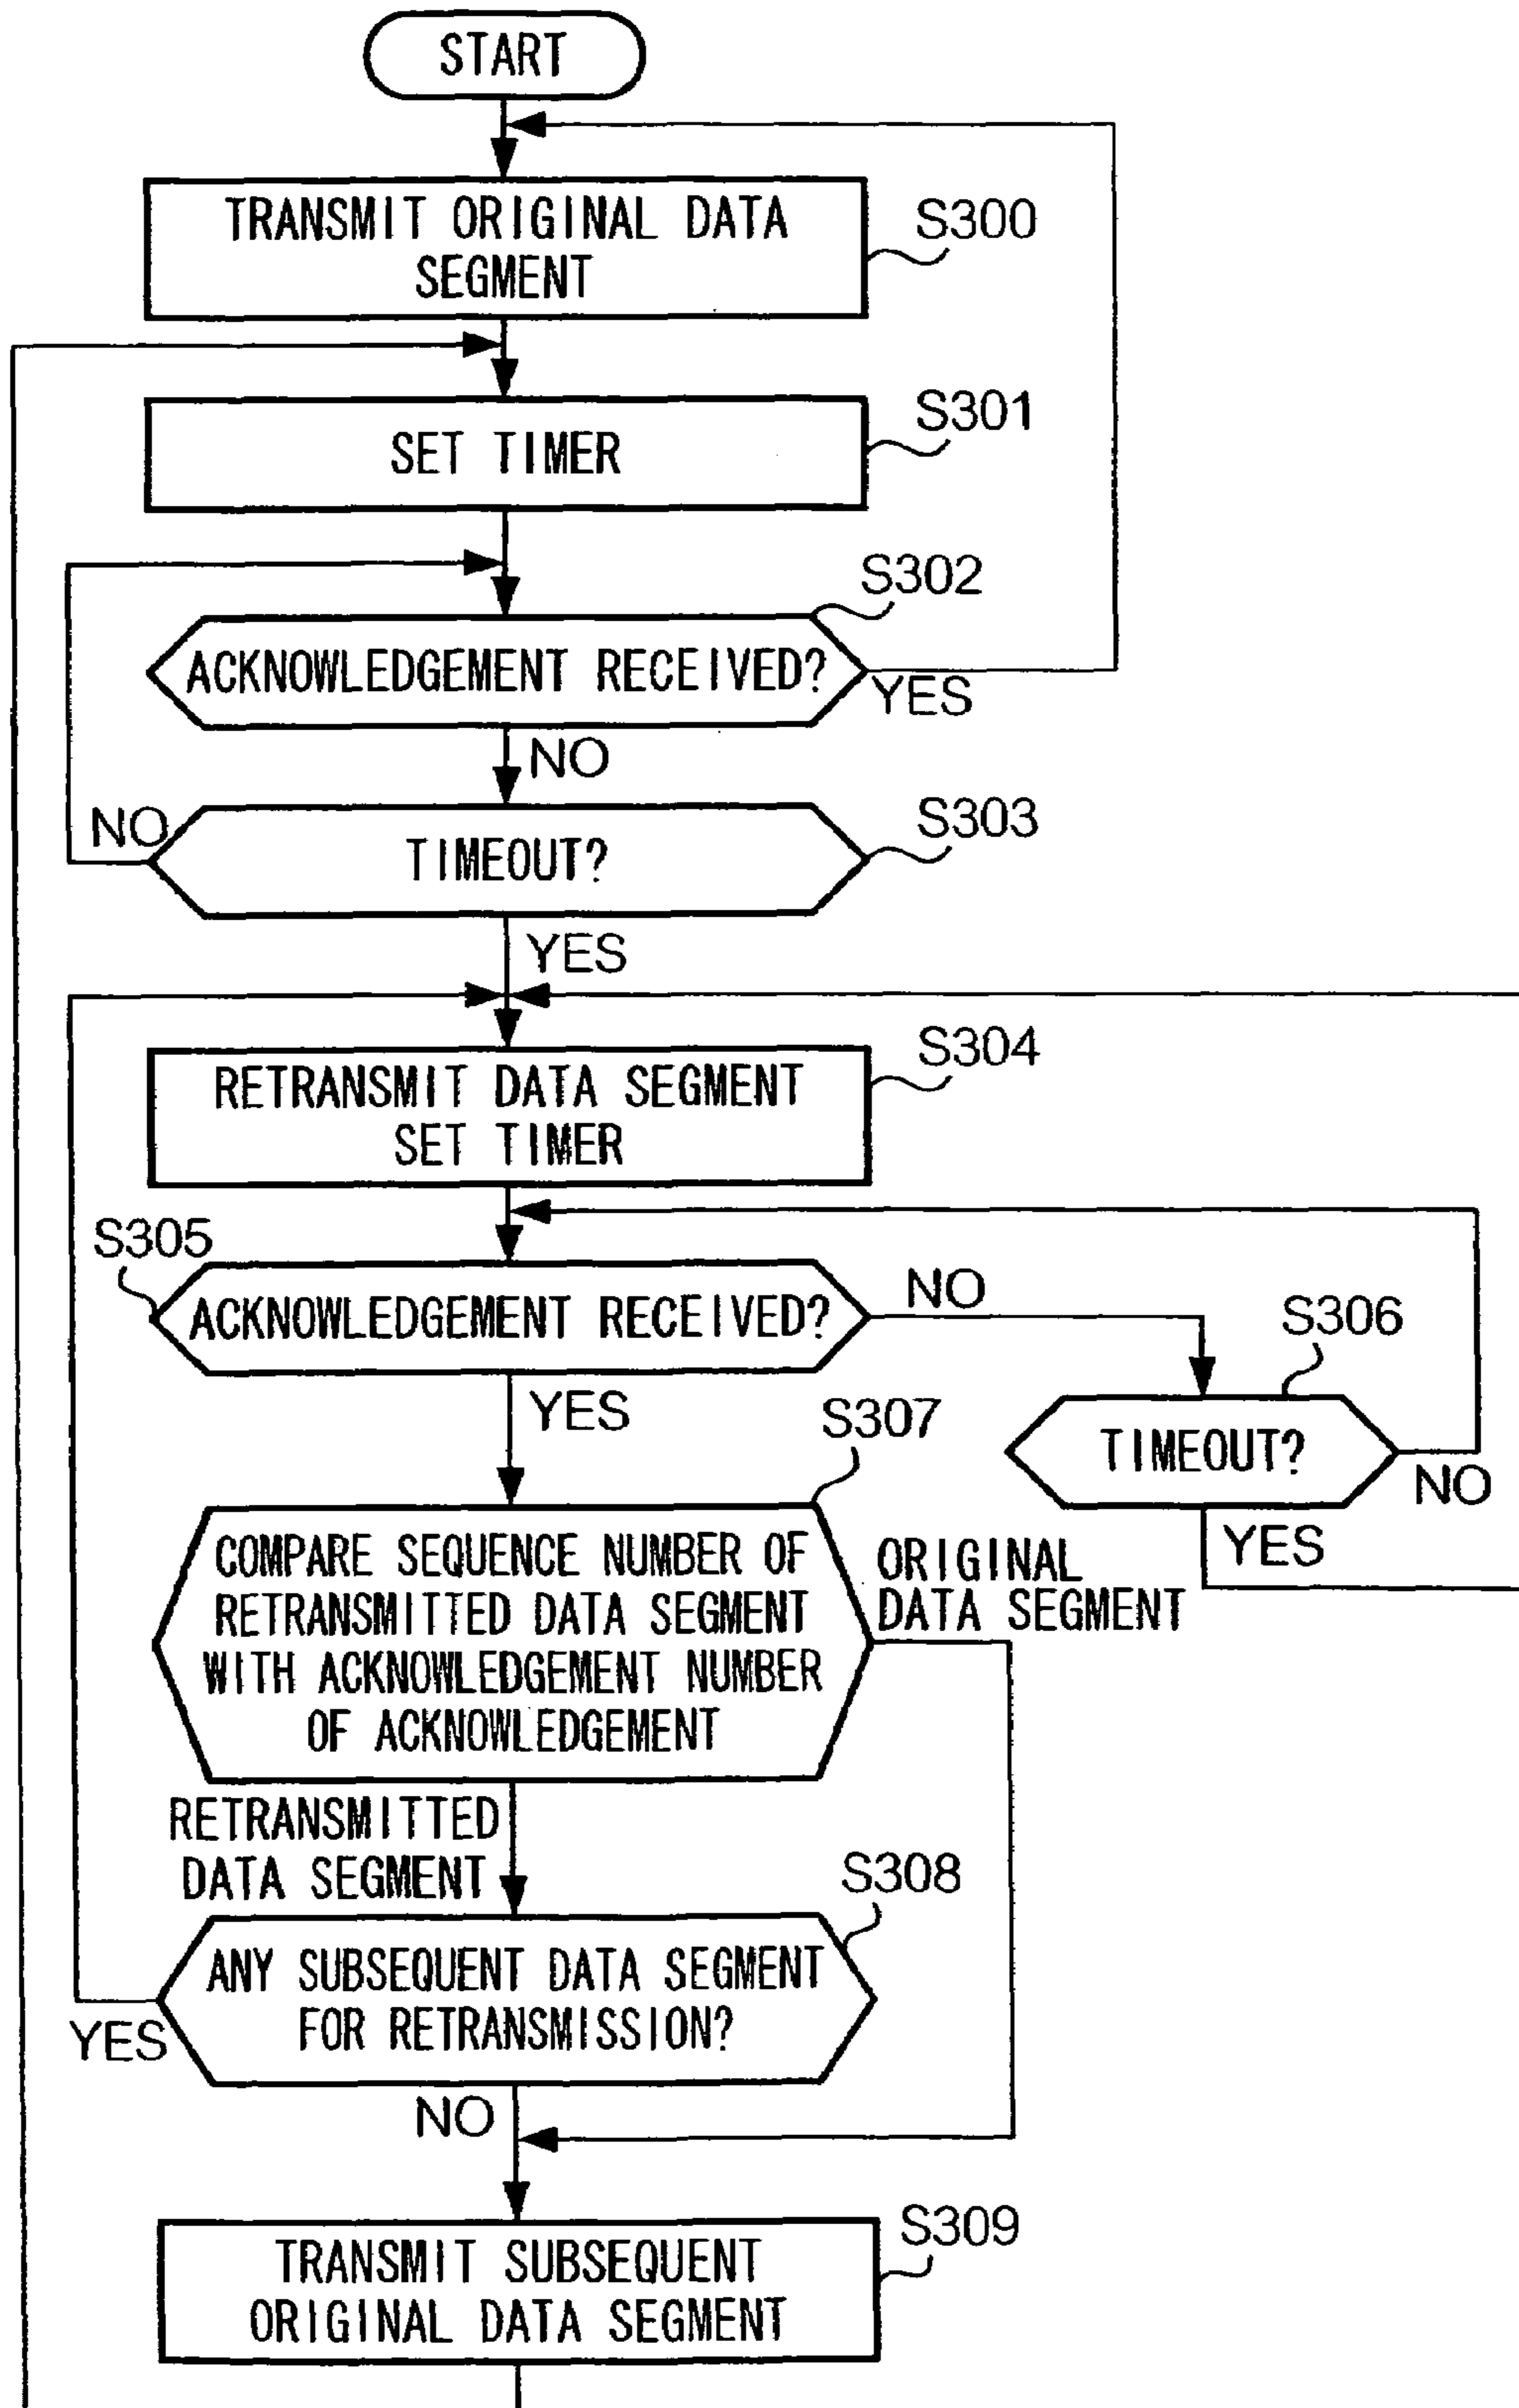 START
TRANSMIT ORIGINAL DATA
SEGMENT
S300
SET TIMER
S301
S302
ACKNOWLEDGEMENT RECEIVED?
YES
NO
NO
TIMEOUT?
S303
YES
RETRANSMIT DATA SEGMENT
SET TIMER
S304
S305
ACKNOWLEDGEMENT RECEIVED?
NO
S306
YES
TIMEOUT?
NO
YES
S307
COMPARE SEQUENCE NUMBER OF
RETRANSMITTED DATA SEGMENT
WITH ACKNOWLEDGEMENT NUMBER
OF ACKNOWLEDGEMENT
ORIGINAL
DATA SEGMENT
RETRANSMITTED
DATA SEGMENT
S308
ANY SUBSEQUENT DATA SEGMENT
FOR RETRANSMISSION?
YES
NO
S309
TRANSMIT SUBSEQUENT
ORIGINAL DATA SEGMENT